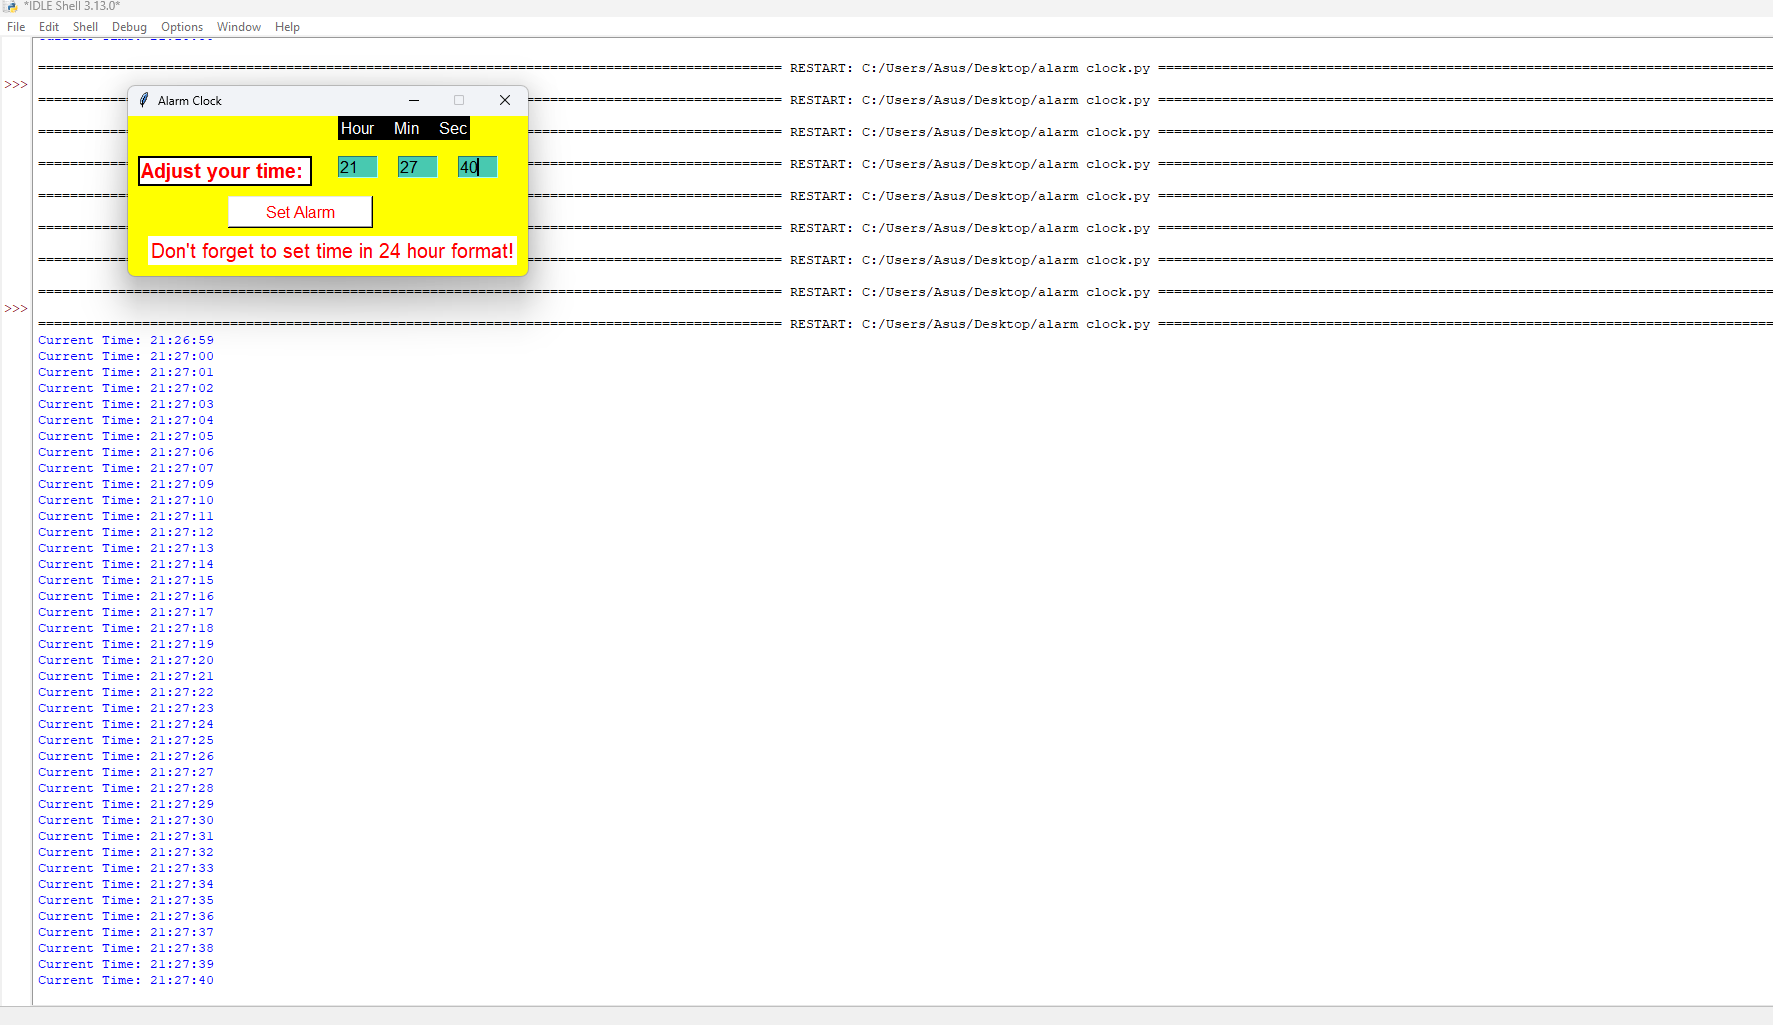 *IDLE Shell 3.13.0*
File Edit Shell Debug Options Window Help
============================================================================================= RESTART: C:/Users/Asus/Desktop/alarm clock.py =============================================================================
>>>
=========== RESTART: C:/Users/Asus/Desktop/alarm clock.py =============================================================================
=========== RESTART: C:/Users/Asus/Desktop/alarm clock.py =============================================================================
=========== RESTART: C:/Users/Asus/Desktop/alarm clock.py =============================================================================
=========== RESTART: C:/Users/Asus/Desktop/alarm clock.py =============================================================================
=========== RESTART: C:/Users/Asus/Desktop/alarm clock.py =============================================================================
=========== RESTART: C:/Users/Asus/Desktop/alarm clock.py =============================================================================
============================================================================================= RESTART: C:/Users/Asus/Desktop/alarm clock.py =============================================================================
>>>
============================================================================================= RESTART: C:/Users/Asus/Desktop/alarm clock.py =============================================================================
Alarm Clock
Hour Min Sec
Adjust your time: 21 27 40
Set Alarm
Don't forget to set time in 24 hour format!
Current Time: 21:26:59
Current Time: 21:27:00
Current Time: 21:27:01
Current Time: 21:27:02
Current Time: 21:27:03
Current Time: 21:27:04
Current Time: 21:27:05
Current Time: 21:27:06
Current Time: 21:27:07
Current Time: 21:27:09
Current Time: 21:27:10
Current Time: 21:27:11
Current Time: 21:27:12
Current Time: 21:27:13
Current Time: 21:27:14
Current Time: 21:27:15
Current Time: 21:27:16
Current Time: 21:27:17
Current Time: 21:27:18
Current Time: 21:27:19
Current Time: 21:27:20
Current Time: 21:27:21
Current Time: 21:27:22
Current Time: 21:27:23
Current Time: 21:27:24
Current Time: 21:27:25
Current Time: 21:27:26
Current Time: 21:27:27
Current Time: 21:27:28
Current Time: 21:27:29
Current Time: 21:27:30
Current Time: 21:27:31
Current Time: 21:27:32
Current Time: 21:27:33
Current Time: 21:27:34
Current Time: 21:27:35
Current Time: 21:27:36
Current Time: 21:27:37
Current Time: 21:27:38
Current Time: 21:27:39
Current Time: 21:27:40